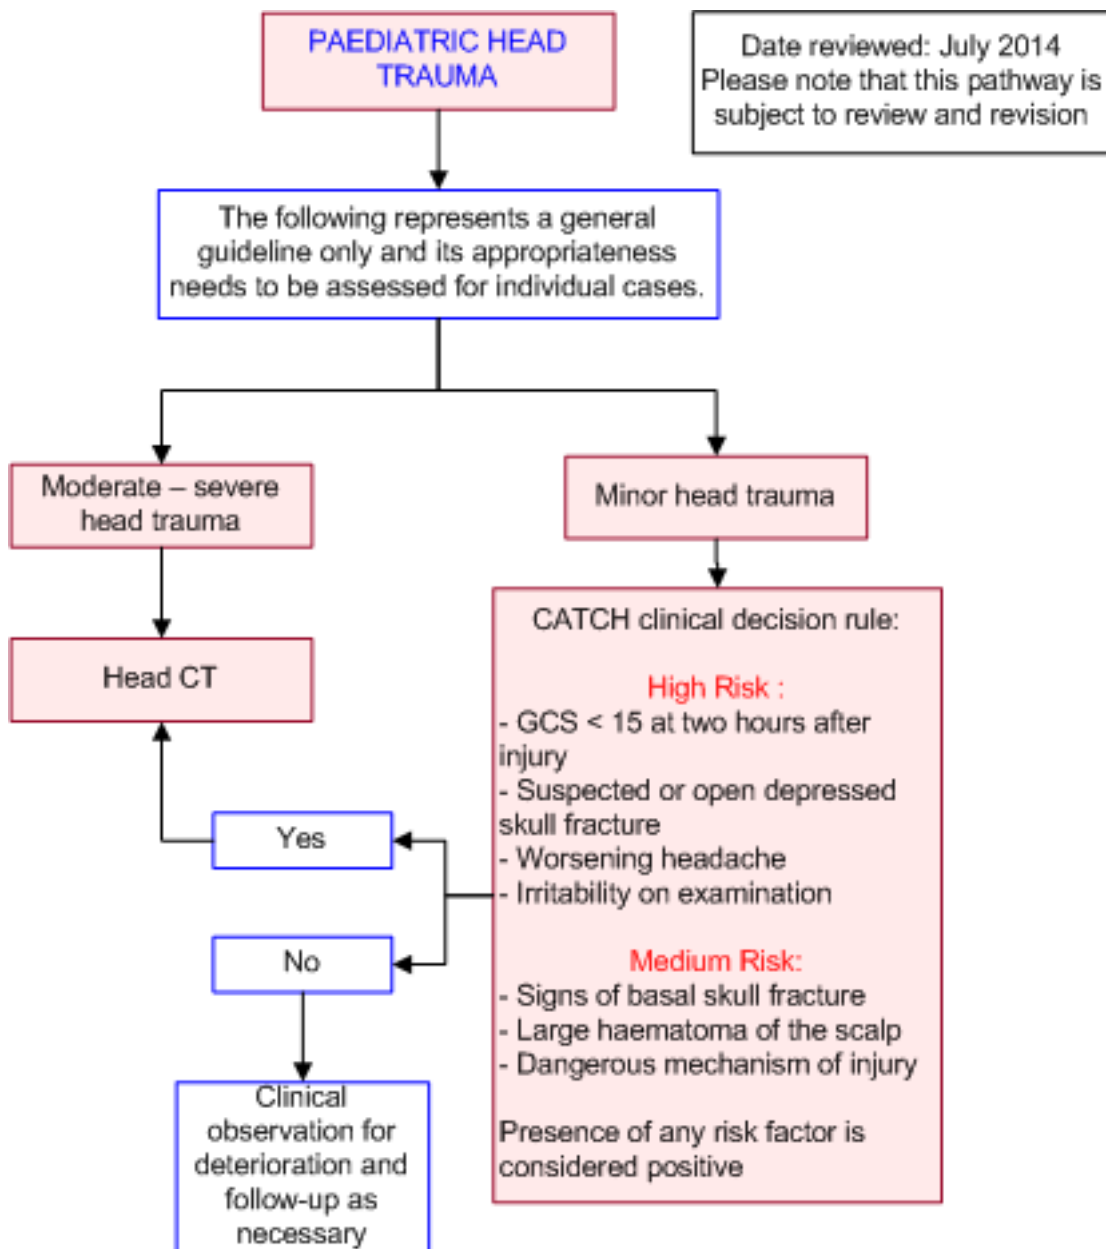 PAEDIATRIC HEAD
TRAUMA
Date reviewed: July 2014
Please note that this pathway is
subject to review and revision
The following represents a general
guideline only and its appropriateness
needs to be assessed for individual cases.
Moderate – severe
head trauma
Minor head trauma
Head CT
CATCH clinical decision rule:
High Risk :
- GCS < 15 at two hours after
injury
- Suspected or open depressed
skull fracture
- Worsening headache
- Irritability on examination
Medium Risk:
- Signs of basal skull fracture
- Large haematoma of the scalp
- Dangerous mechanism of injury
Presence of any risk factor is
considered positive
Yes
No
Clinical
observation for
deterioration and
follow-up as
necessary